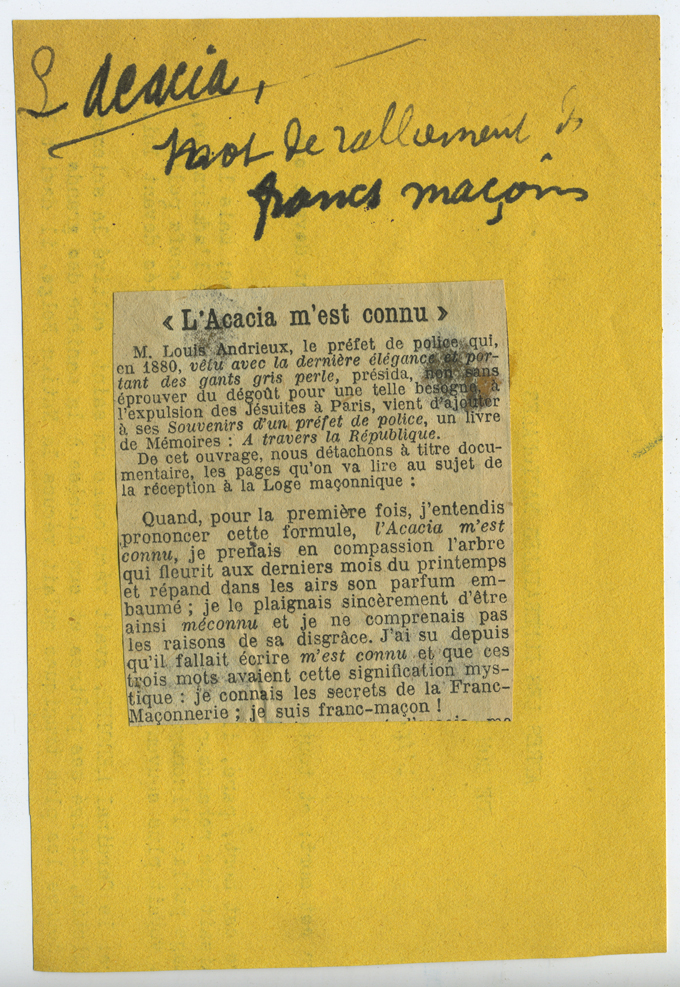 L'Acacia,
mot de ralliement des
francs maçons
« L'Acacia m'est connu »
M. Louis Andrieux, le préfet de police qui,
en 1880, vêtu avec la dernière élégance et por-
tant des gants gris perle, présida, non sans
éprouver du dégoût pour une telle besogne, à
l'expulsion des Jésuites à Paris, vient d'ajouter
à ses Souvenirs d'un préfet de police, un livre
de Mémoires : A travers la République.
De cet ouvrage, nous détachons à titre docu-
mentaire, les pages qu'on va lire au sujet de
la réception à la Loge maçonnique :
Quand, pour la première fois, j'entendis
prononcer cette formule, l'Acacia m'est
connu, je prenais en compassion l'arbre
qui fleurit aux derniers mois du printemps
et répand dans les airs son parfum em-
baumé ; je le plaignais sincèrement d'être
ainsi méconnu et je ne comprenais pas
les raisons de sa disgrâce. J'ai su depuis
qu'il fallait écrire m'est connu et que ces
trois mots avaient cette signification mys-
tique : je connais les secrets de la Franc-
Maçonnerie ; je suis franc-maçon !